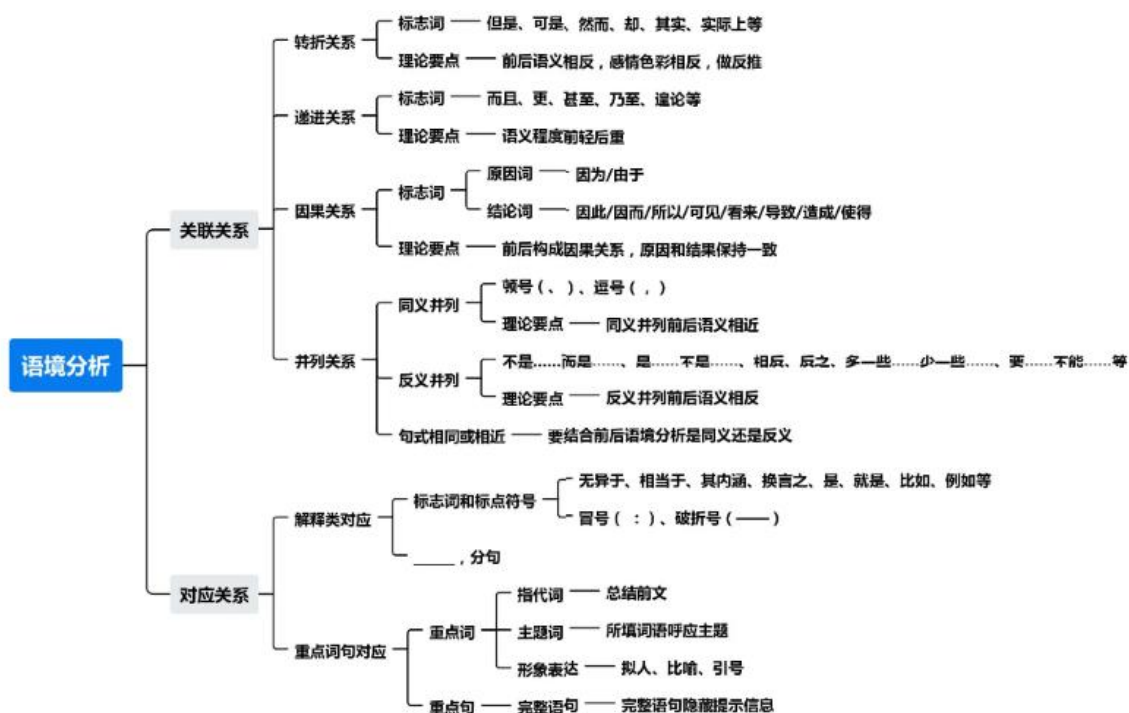 语境分析
关联关系
转折关系
标志词
但是、可是、然而、却、其实、实际上等
理论要点
前后语义相反，感情色彩相反，做反推
递进关系
标志词
而且、更、甚至、乃至、遑论等
理论要点
语义程度前轻后重
因果关系
标志词
原因词
因为/由于
结论词
因此/因而/所以/可见/看来/导致/造成/使得
理论要点
前后构成因果关系，原因和结果保持一致
并列关系
同义并列
顿号（、）、逗号（，）
理论要点
同义并列前后语义相近
反义并列
不是……而是……、是……不是……、相反、反之、多一些……少一些……、要……不能……等
理论要点
反义并列前后语义相反
句式相同或相近
要结合前后语境分析是同义还是反义
对应关系
解释类对应
标志词和标点符号
无异于、相当于、其内涵、换言之、是、就是、比如、例如等
冒号（：）、破折号（——）
_____，分句
重点词句对应
重点词
指代词
总结前文
主题词
所填词语呼应主题
形象表达
拟人、比喻、引号
重点句
完整语句
完整语句隐藏提示信息